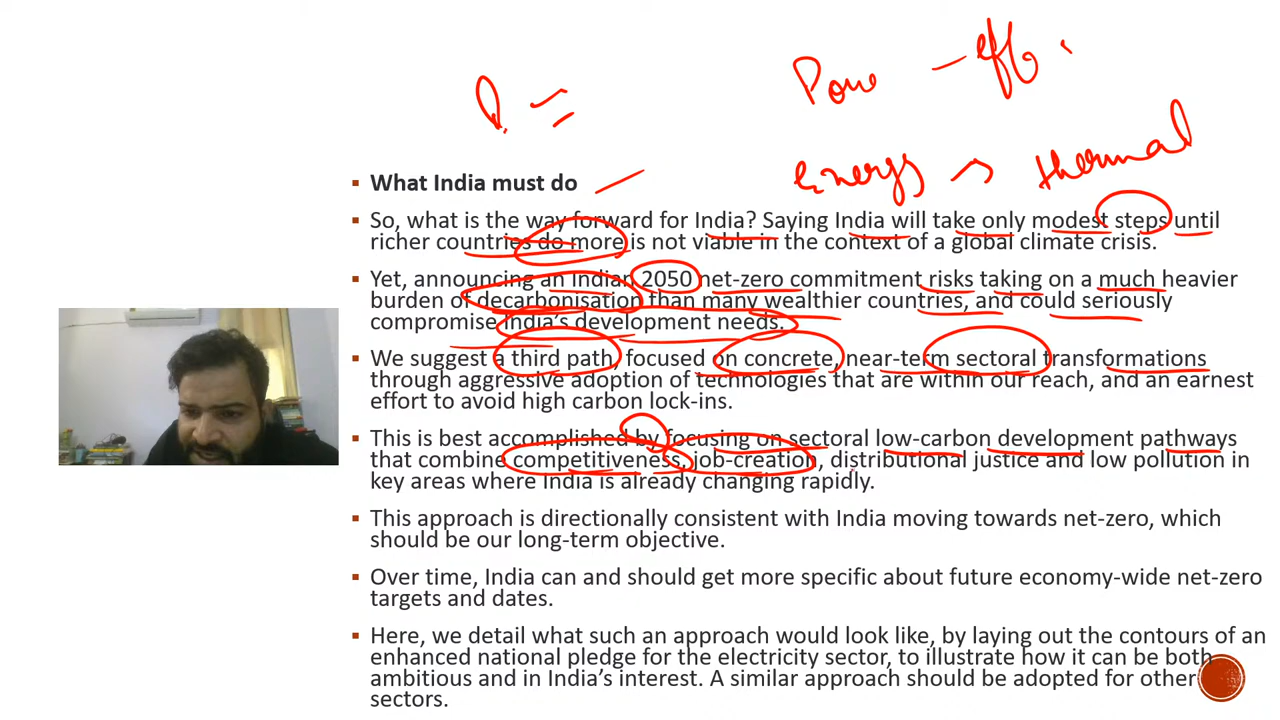 Power - eff
Energy → thermal
▪ What India must do
▪ So, what is the way forward for India? Saying India will take only modest steps until
richer countries do more is not viable in the context of a global climate crisis.
▪ Yet, announcing an Indian 2050 net-zero commitment risks taking on a much heavier
burden of decarbonisation than many wealthier countries, and could seriously
compromise India’s development needs.
▪ We suggest a third path, focused on concrete, near-term sectoral transformations
through aggressive adoption of technologies that are within our reach, and an earnest
effort to avoid high carbon lock-ins.
▪ This is best accomplished by focusing on sectoral low-carbon development pathways
that combine competitiveness, job-creation, distributional justice and low pollution in
key areas where India is already changing rapidly.
▪ This approach is directionally consistent with India moving towards net-zero, which
should be our long-term objective.
▪ Over time, India can and should get more specific about future economy-wide net-zero
targets and dates.
▪ Here, we detail what such an approach would look like, by laying out the contours of an
enhanced national pledge for the electricity sector, to illustrate how it can be both
ambitious and in India’s interest. A similar approach should be adopted for other
sectors.